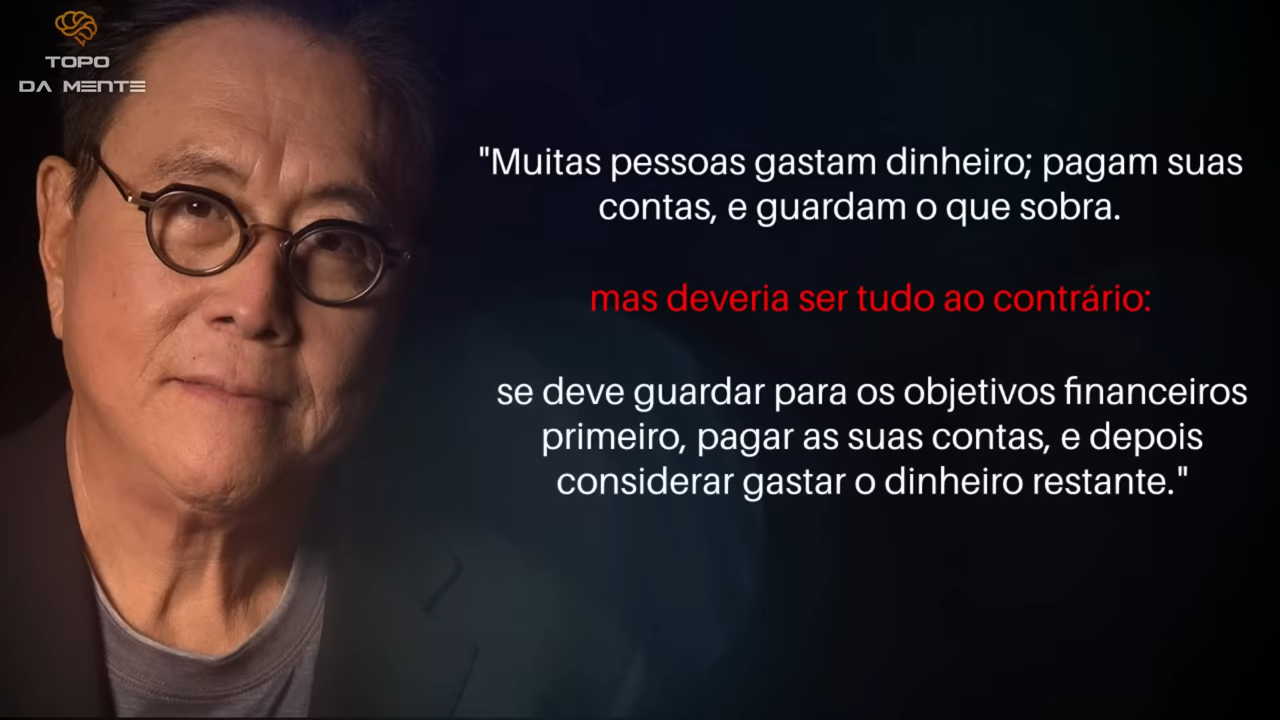 TOPO
DA MENTE
"Muitas pessoas gastam dinheiro; pagam suas
contas, e guardam o que sobra.
mas deveria ser tudo ao contrário:
se deve guardar para os objetivos financeiros
primeiro, pagar as suas contas, e depois
considerar gastar o dinheiro restante."